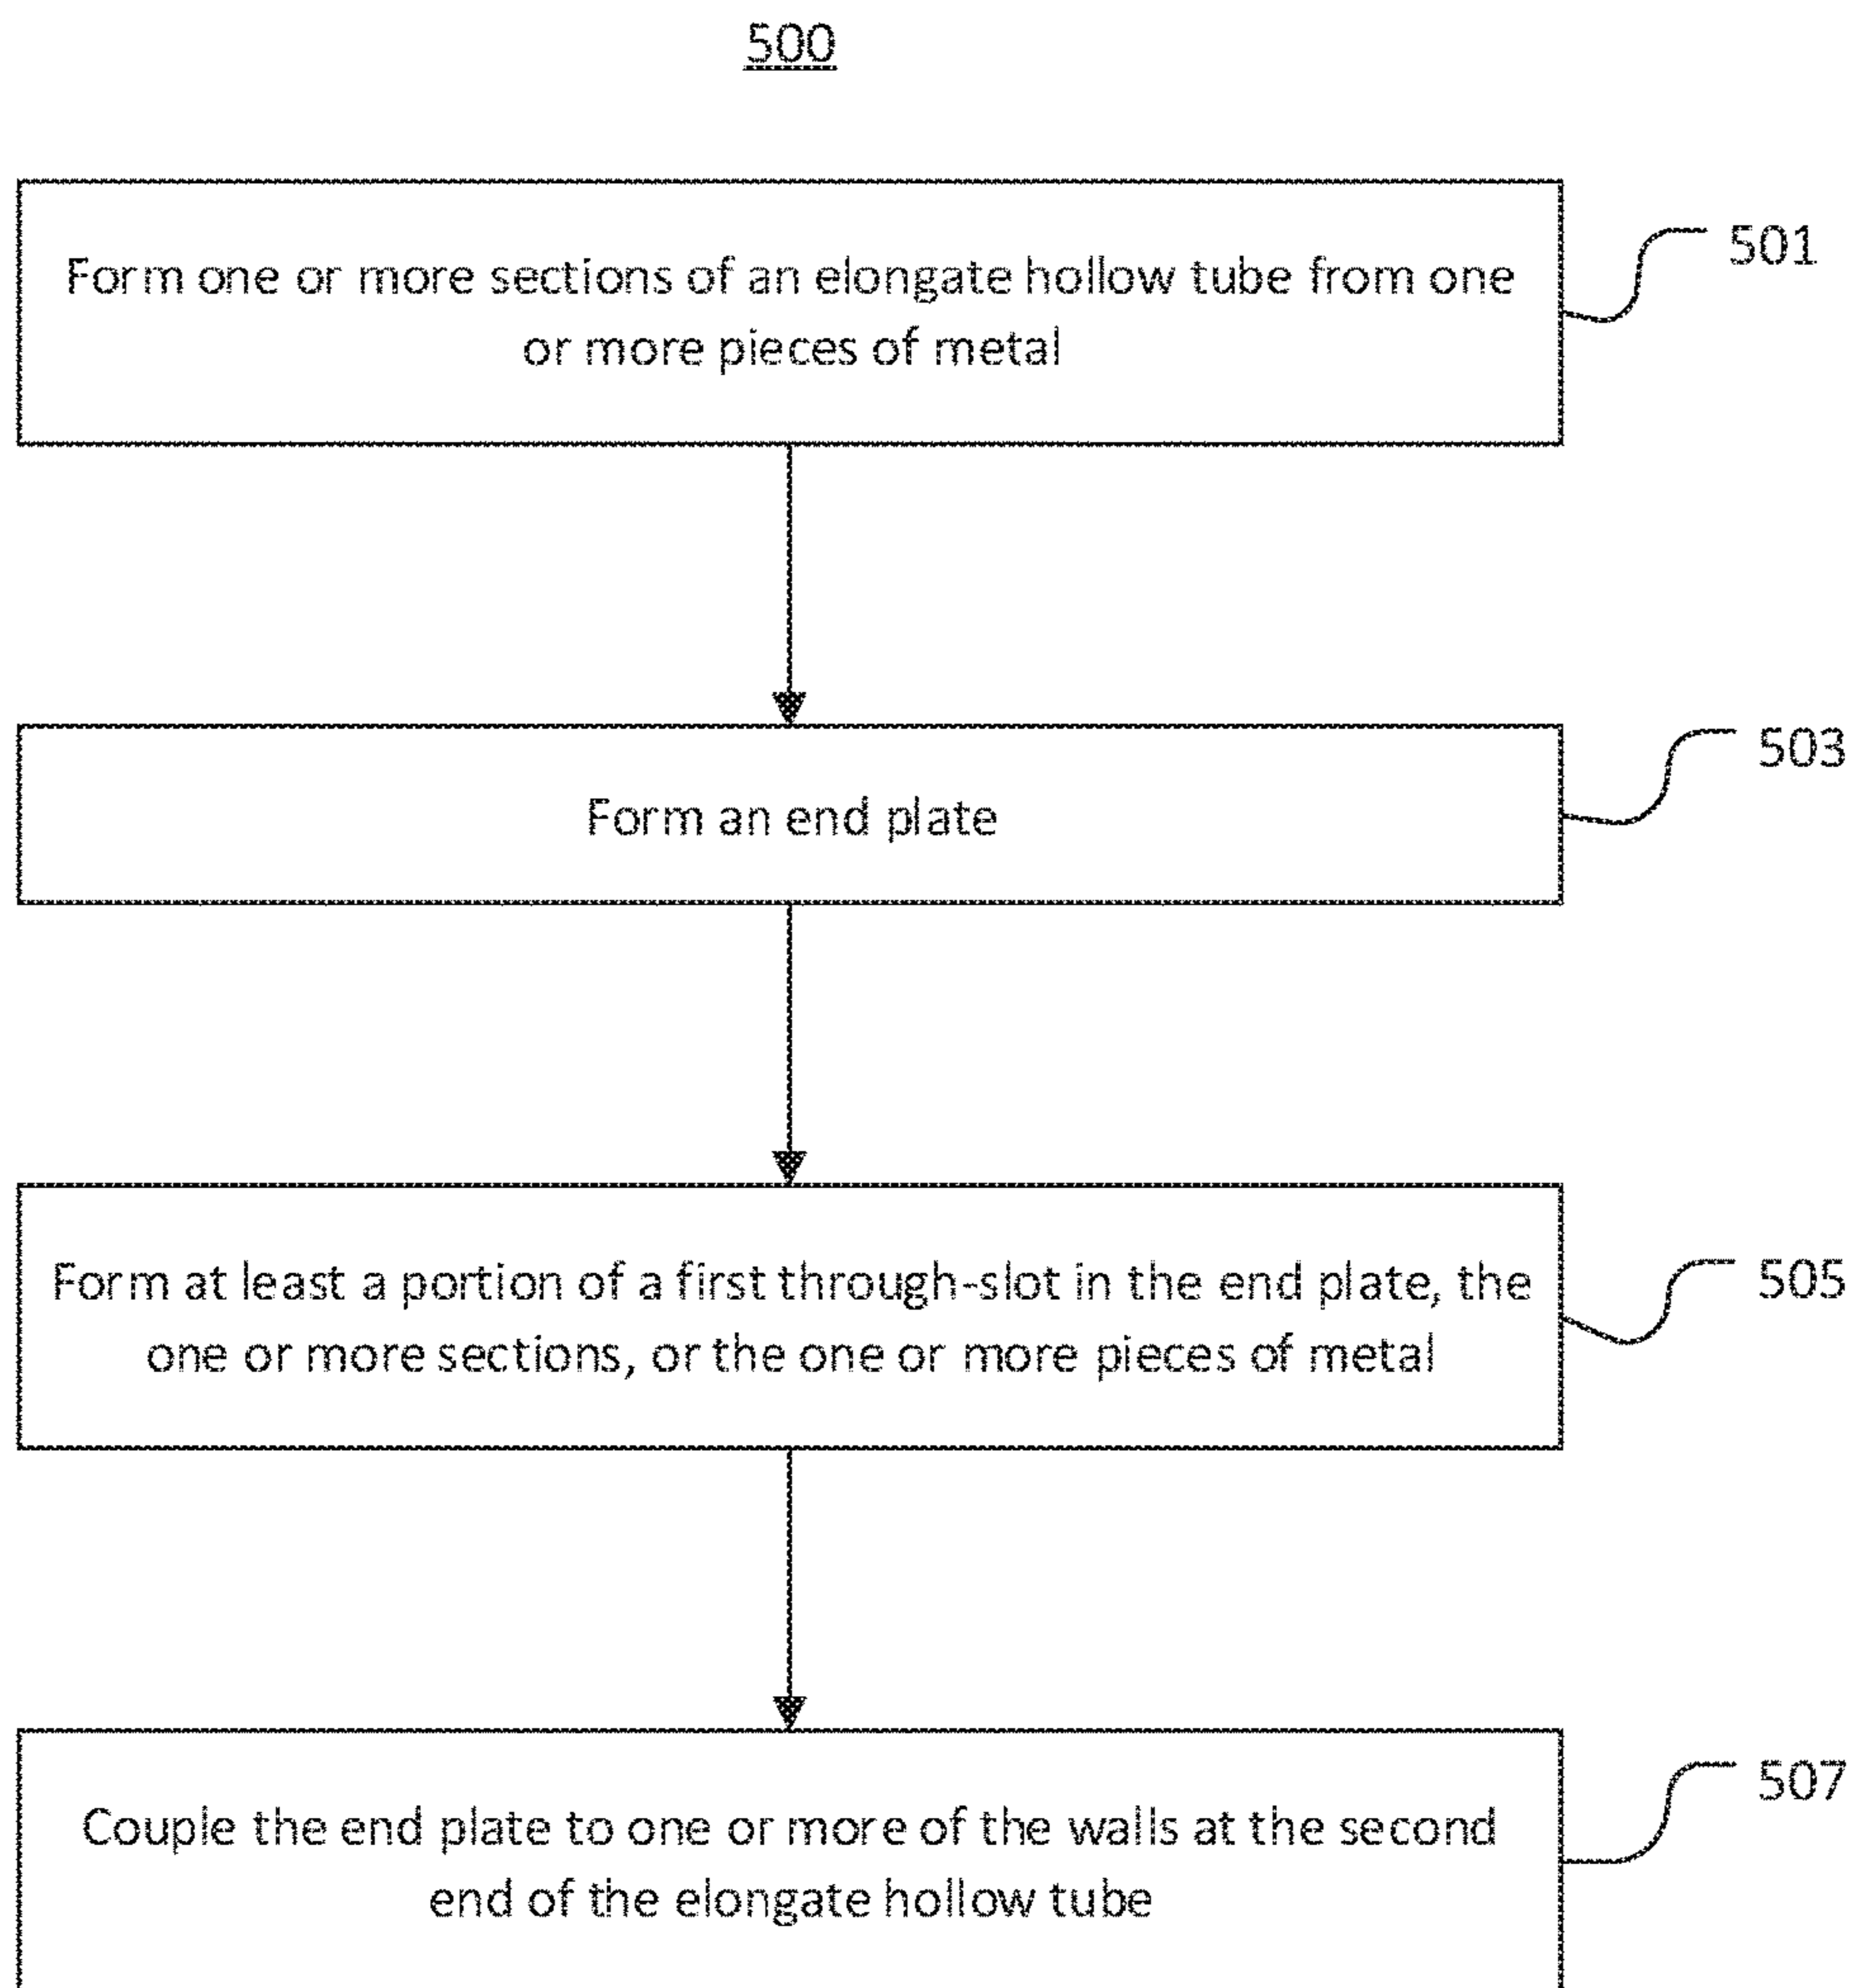 500
Form one or more sections of an elongate hollow tube from one
or more pieces of metal
501
Form an end plate
503
Form at least a portion of a first through-slot in the end plate, the
one or more sections, or the one or more pieces of metal
505
Couple the end plate to one or more of the walls at the second
end of the elongate hollow tube
507